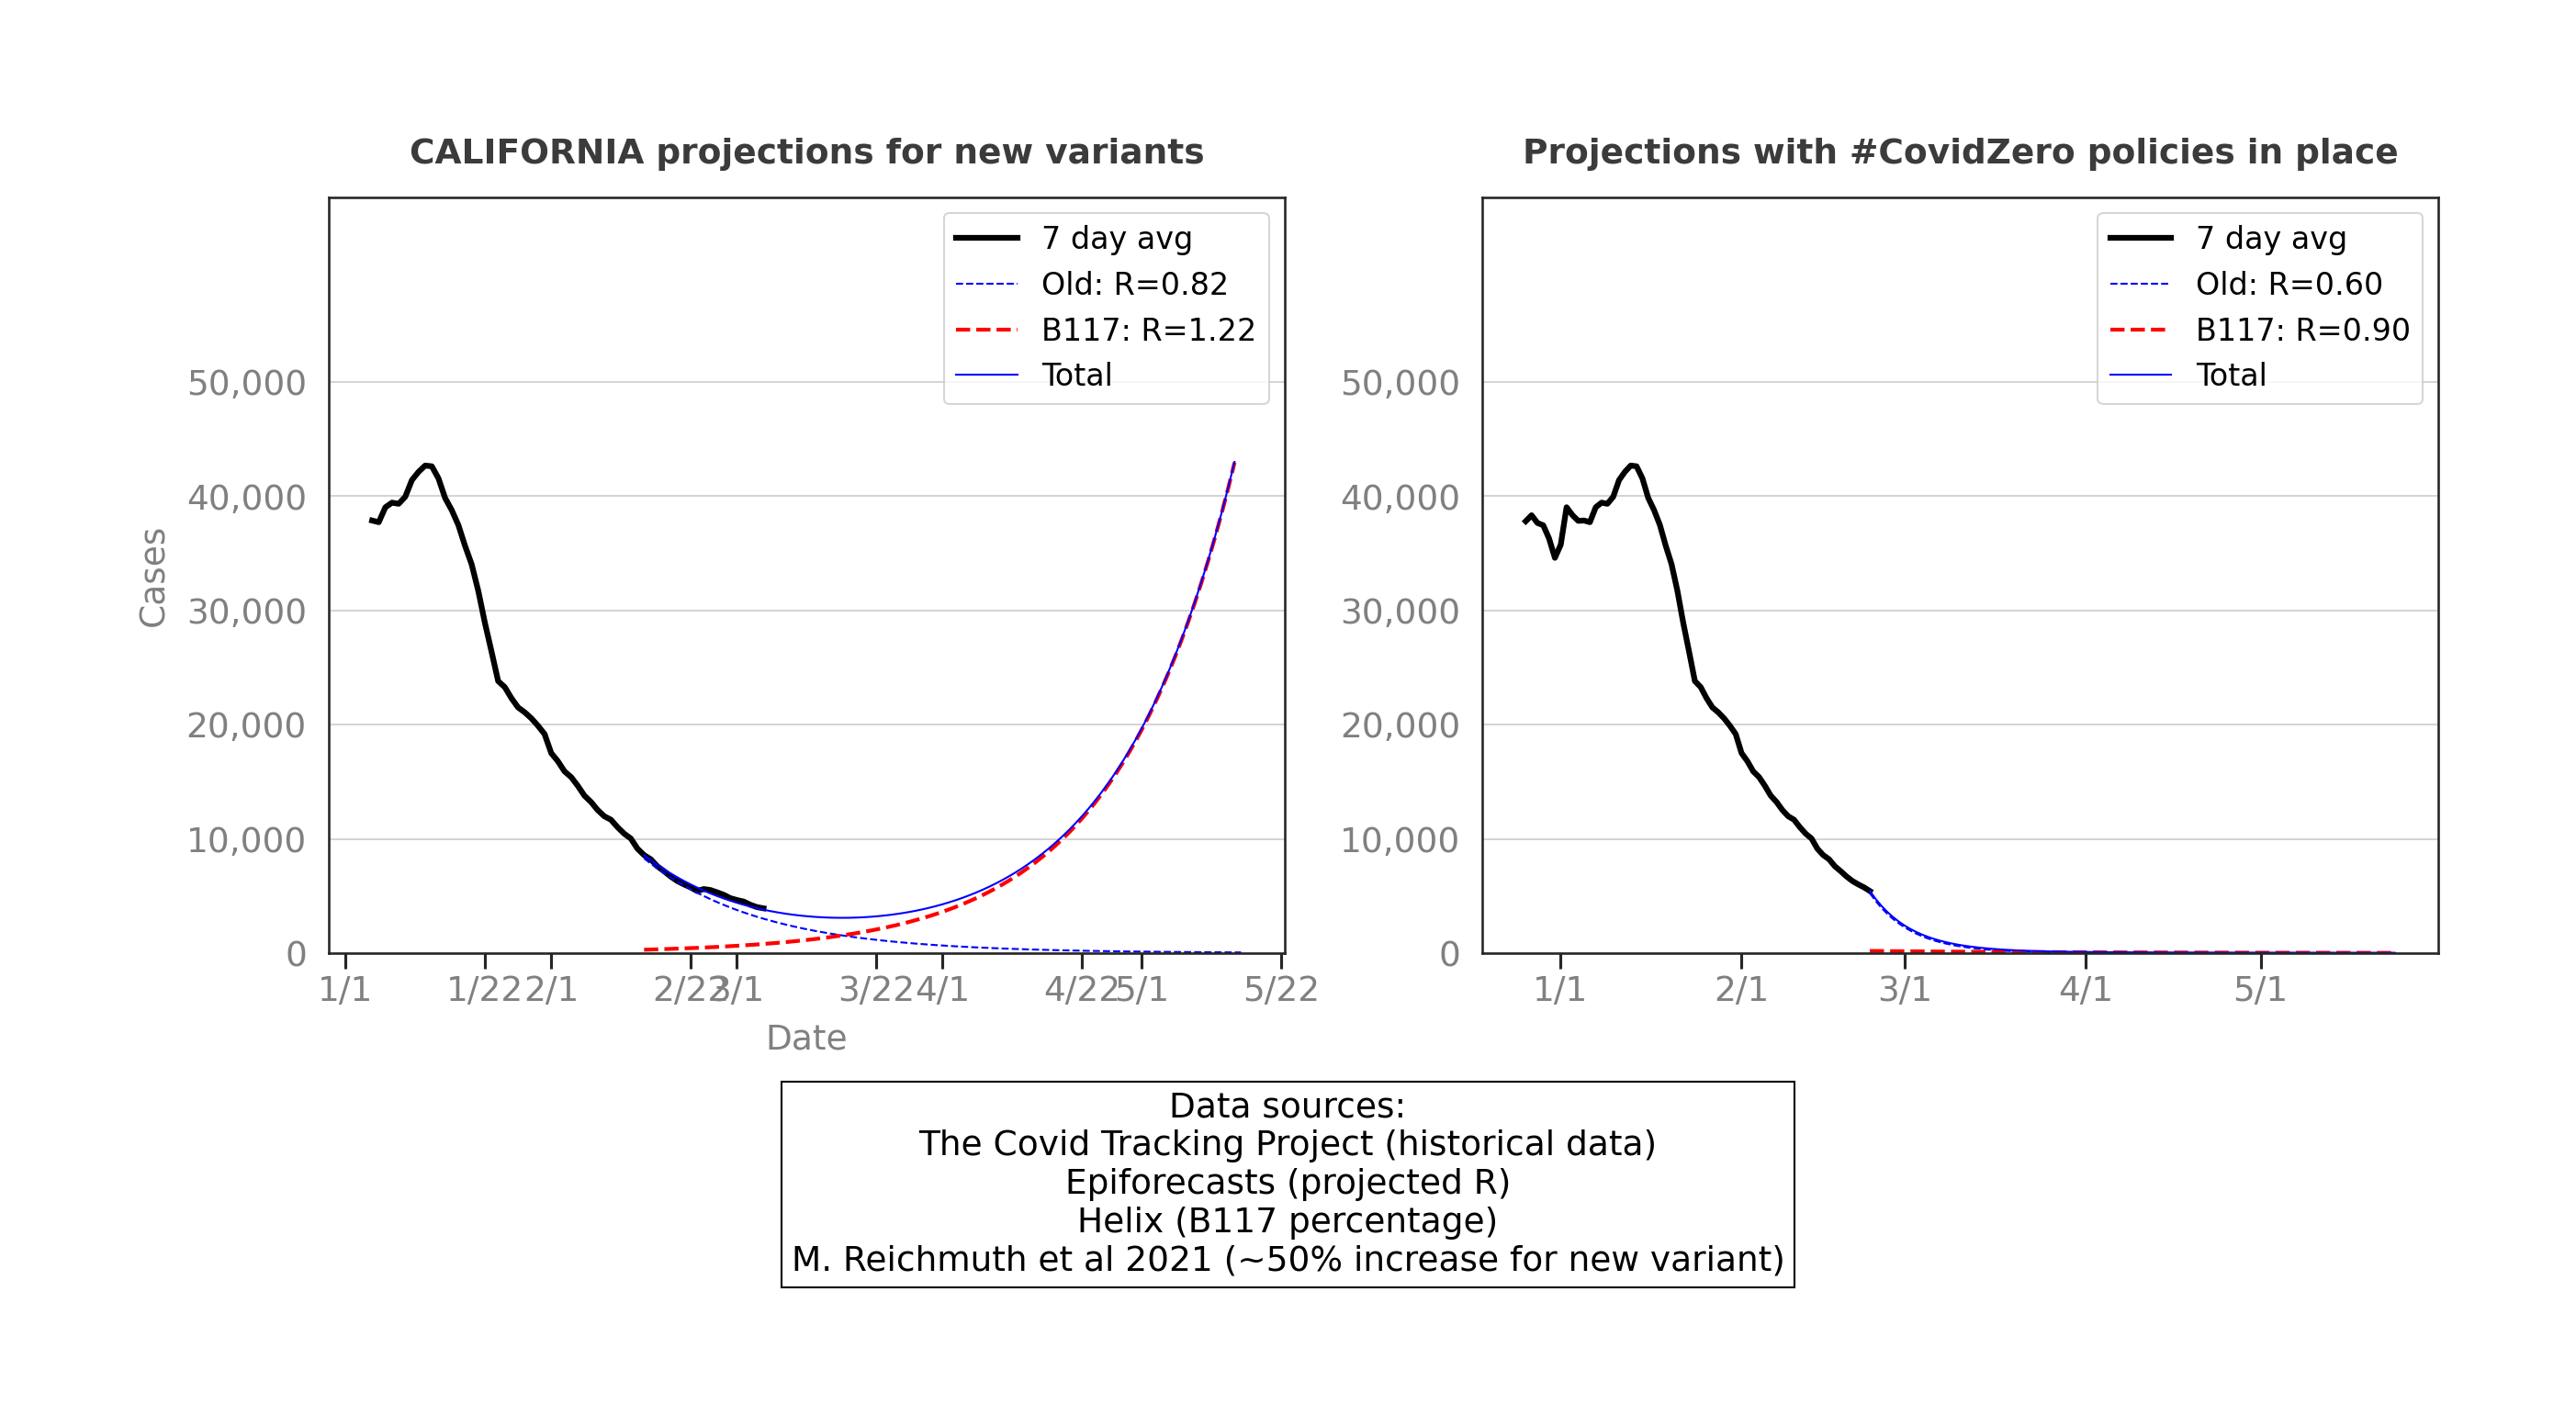 CALIFORNIA projections for new variants
7 day avg
Old: R=0.82
B117: R=1.22
Total
Cases
50,000
40,000
30,000
20,000
10,000
0
1/1
1/22
2/1
2/22
3/1
3/22
4/1
4/22
5/1
5/22
Date
Projections with #CovidZero policies in place
7 day avg
Old: R=0.60
B117: R=0.90
Total
50,000
40,000
30,000
20,000
10,000
0
1/1
2/1
3/1
4/1
5/1
Data sources:
The Covid Tracking Project (historical data)
Epiforecasts (projected R)
Helix (B117 percentage)
M. Reichmuth et al 2021 (~50% increase for new variant)